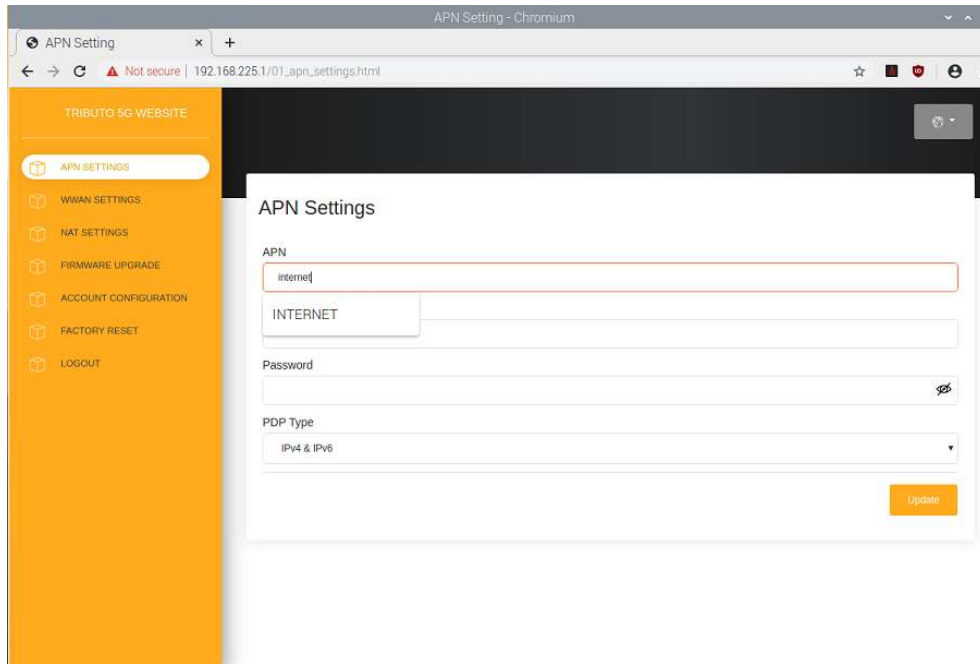 APN Setting - Chromium
APN Setting
Not secure | 192.168.225.1/01_apn_settings.html
TRIBUTO 5G WEBSITE
APN SETTINGS
WWAN SETTINGS
NAT SETTINGS
FIRMWARE UPGRADE
ACCOUNT CONFIGURATION
FACTORY RESET
LOGOUT
APN Settings
APN
internet
INTERNET
Password
PDP Type
IPv4 & IPv6
Update